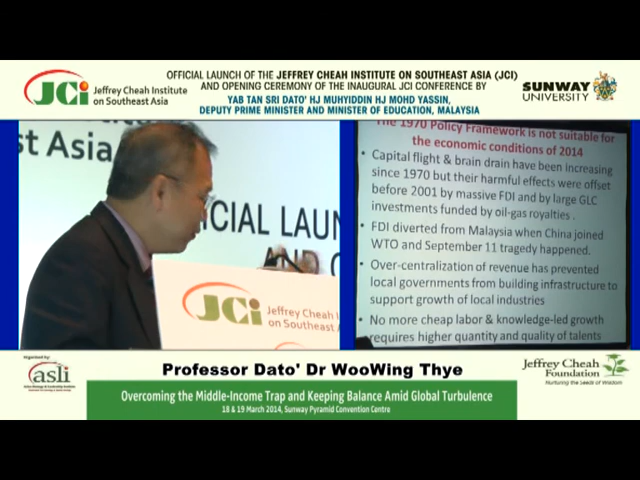 JCi
Jeffrey Cheah Institute
on Southeast Asia
OFFICIAL LAUNCH OF THE JEFFREY CHEAH INSTITUTE ON SOUTHEAST ASIA (JCI)
AND OPENING CEREMONY OF THE INAUGURAL JCI CONFERENCE BY
YAB TAN SRI DATO' HJ MUHYIDDIN HJ MOHD YASSIN,
DEPUTY PRIME MINISTER AND MINISTER OF EDUCATION, MALAYSIA
SUNWAY
UNIVERSITY
st Asia
ICIAL LAUN
JCi
Jeffrey Cheah Institute
on Southeast Asia
The 1970 Policy Framework is not suitable for
the economic conditions of 2014
• Capital flight & brain drain have been increasing
since 1970 but their harmful effects were offset
before 2001 by massive FDI and by large GLC
investments funded by oil-gas royalties .
• FDI diverted from Malaysia when China joined
WTO and September 11 tragedy happened.
• Over-centralization of revenue has prevented
local governments from building infrastructure to
support growth of local industries
• No more cheap labor & knowledge-led growth
requires higher quantity and quality of talents
Organised by:
asli
Professor Dato' Dr WooWing Thye
Overcoming the Middle-Income Trap and Keeping Balance Amid Global Turbulence
18 & 19 March 2014, Sunway Pyramid Convention Centre
Jeffrey Cheah
Foundation
Nurturing the Seeds of Wisdom